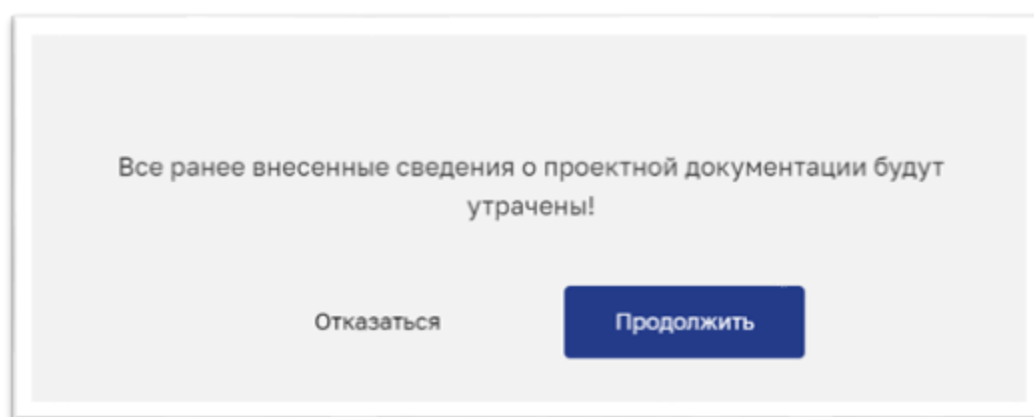 Все ранее внесенные сведения о проектной документации будут
утрачены!
Отказаться
Продолжить